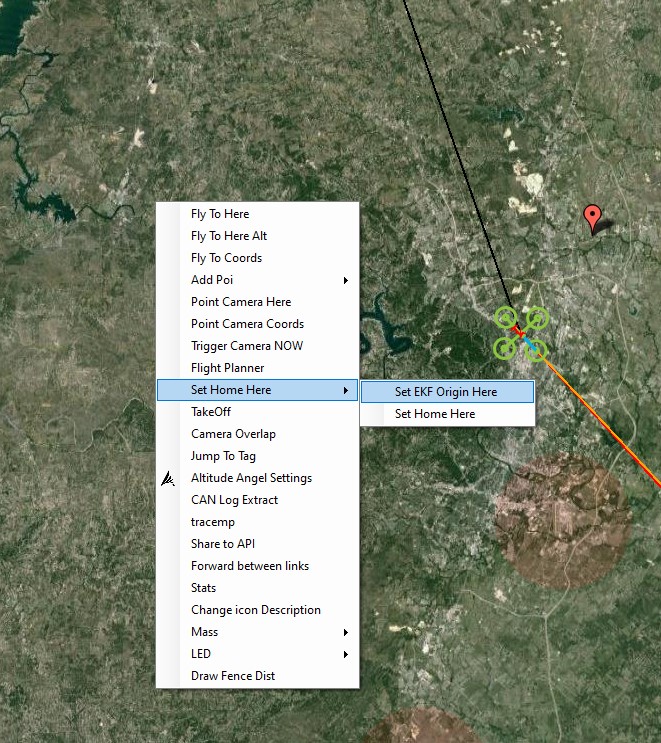 Fly To Here
Fly To Here Alt
Fly To Coords
Add Poi
Point Camera Here
Point Camera Coords
Trigger Camera NOW
Flight Planner
Set Home Here
Set EKF Origin Here
TakeOff
Set Home Here
Camera Overlap
Jump To Tag
Altitude Angel Settings
CAN Log Extract
tracemp
Share to API
Forward between links
Stats
Change icon Description
Mass
LED
Draw Fence Dist